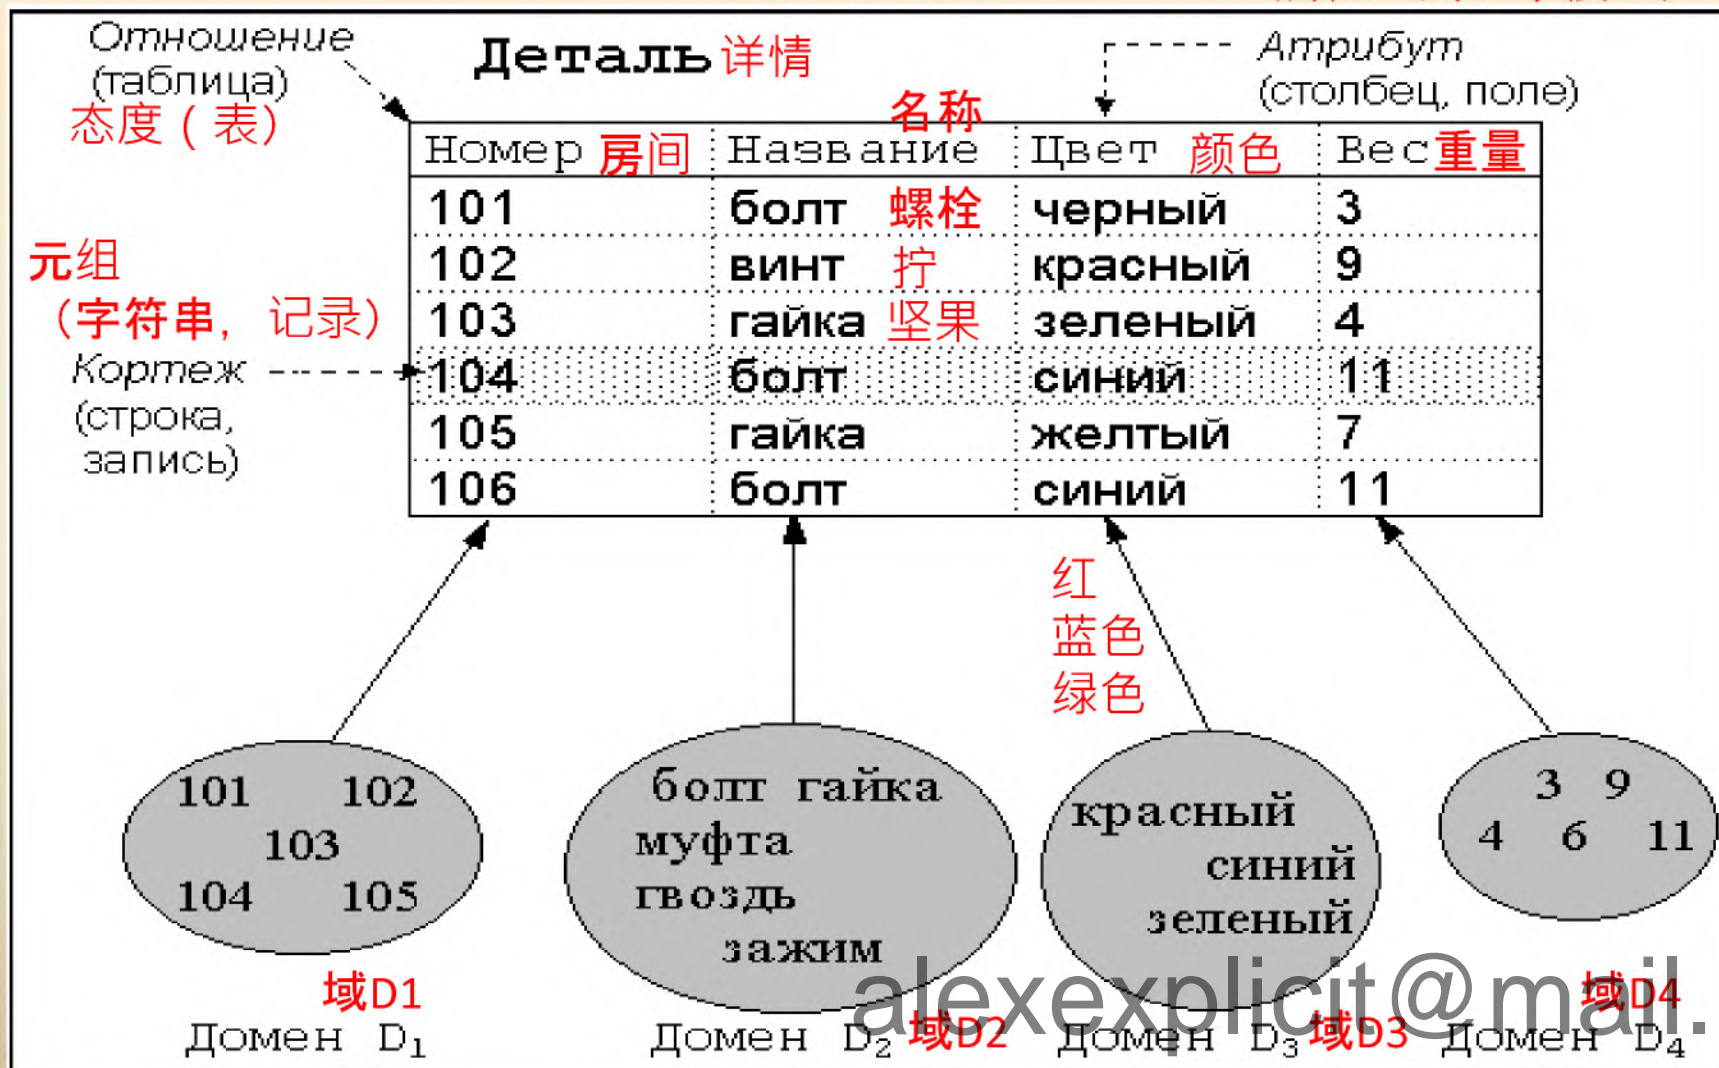 Отношение
(таблица)
态度（表）
Деталь 详情
Атрибут
(столбец, поле)
名称
Номер 房间 Название Цвет 颜色 Вес 重量
101 болт 螺栓 черный 3
102 винт 拧 красный 9
103 гайка 坚果 зеленый 4
104 болт синий 11
105 гайка желтый 7
106 болт синий 11
元组
（字符串，记录）
Кортеж
(строка,
запись)
红
蓝色
绿色
101 102
103
104 105
болт гайка
муфта
гвоздь
зажим
красный
синий
зеленый
3 9
4 6 11
域D1
Домен D₁
Домен D₂ 域D2
Домен D₃ 域D3
域D4
Домен D₄
alexexplicit@mail.